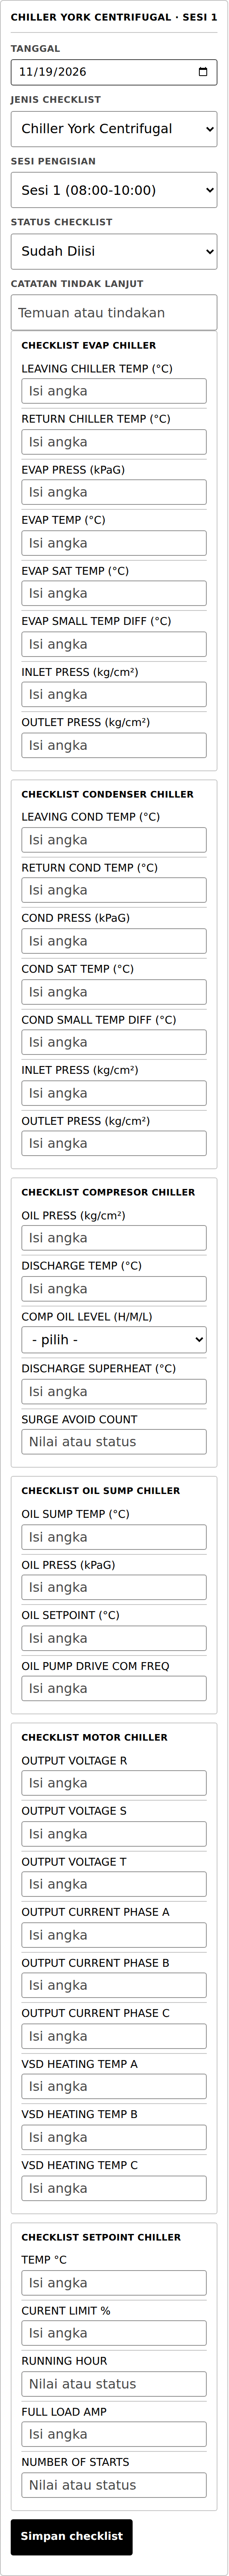 CHILLER YORK CENTRIFUGAL · SESI 1
TANGGAL
11/19/2026
JENIS CHECKLIST
Chiller York Centrifugal
SESI PENGISIAN
Sesi 1 (08:00-10:00)
STATUS CHECKLIST
Sudah Diisi
CATATAN TINDAK LANJUT
Temuan atau tindakan
CHECKLIST EVAP CHILLER
LEAVING CHILLER TEMP (°C)
Isi angka
RETURN CHILLER TEMP (°C)
Isi angka
EVAP PRESS (kPaG)
Isi angka
EVAP TEMP (°C)
Isi angka
EVAP SAT TEMP (°C)
Isi angka
EVAP SMALL TEMP DIFF (°C)
Isi angka
INLET PRESS (kg/cm²)
Isi angka
OUTLET PRESS (kg/cm²)
Isi angka
CHECKLIST CONDENSER CHILLER
LEAVING COND TEMP (°C)
Isi angka
RETURN COND TEMP (°C)
Isi angka
COND PRESS (kPaG)
Isi angka
COND SAT TEMP (°C)
Isi angka
COND SMALL TEMP DIFF (°C)
Isi angka
INLET PRESS (kg/cm²)
Isi angka
OUTLET PRESS (kg/cm²)
Isi angka
CHECKLIST COMPRESOR CHILLER
OIL PRESS (kg/cm²)
Isi angka
DISCHARGE TEMP (°C)
Isi angka
COMP OIL LEVEL (H/M/L)
- pilih -
DISCHARGE SUPERHEAT (°C)
Isi angka
SURGE AVOID COUNT
Nilai atau status
CHECKLIST OIL SUMP CHILLER
OIL SUMP TEMP (°C)
Isi angka
OIL PRESS (kPaG)
Isi angka
OIL SETPOINT (°C)
Isi angka
OIL PUMP DRIVE COM FREQ
Isi angka
CHECKLIST MOTOR CHILLER
OUTPUT VOLTAGE R
Isi angka
OUTPUT VOLTAGE S
Isi angka
OUTPUT VOLTAGE T
Isi angka
OUTPUT CURRENT PHASE A
Isi angka
OUTPUT CURRENT PHASE B
Isi angka
OUTPUT CURRENT PHASE C
Isi angka
VSD HEATING TEMP A
Isi angka
VSD HEATING TEMP B
Isi angka
VSD HEATING TEMP C
Isi angka
CHECKLIST SETPOINT CHILLER
TEMP °C
Isi angka
CURENT LIMIT %
Isi angka
RUNNING HOUR
Nilai atau status
FULL LOAD AMP
Isi angka
NUMBER OF STARTS
Nilai atau status
Simpan checklist